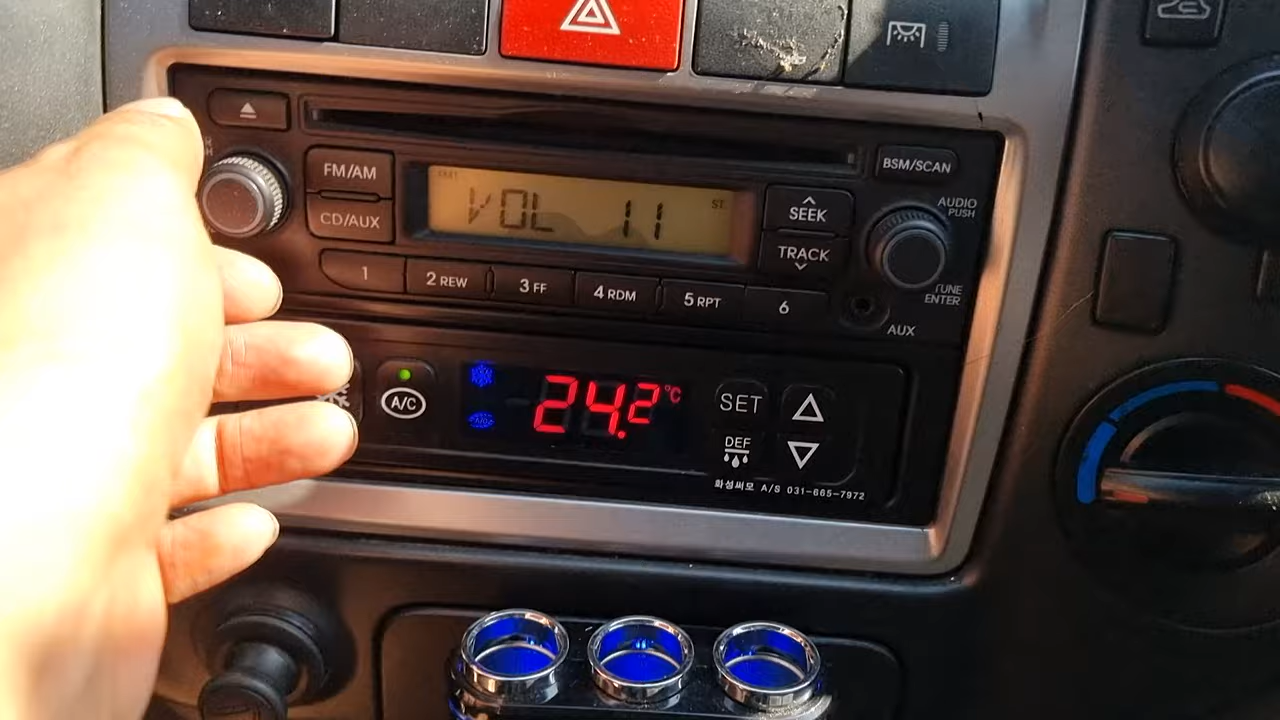 BSM/SCAN
FM/AM
CD/AUX
VOL 11
ST
SEEK
TRACK
AUDIO
PUSH
TUNE
ENTER
1
2 REW
3 FF
4 RDM
5 RPT
6
AUX
A/C
24.2°C
SET
DEF
화성써모 A/S 031-665-7972